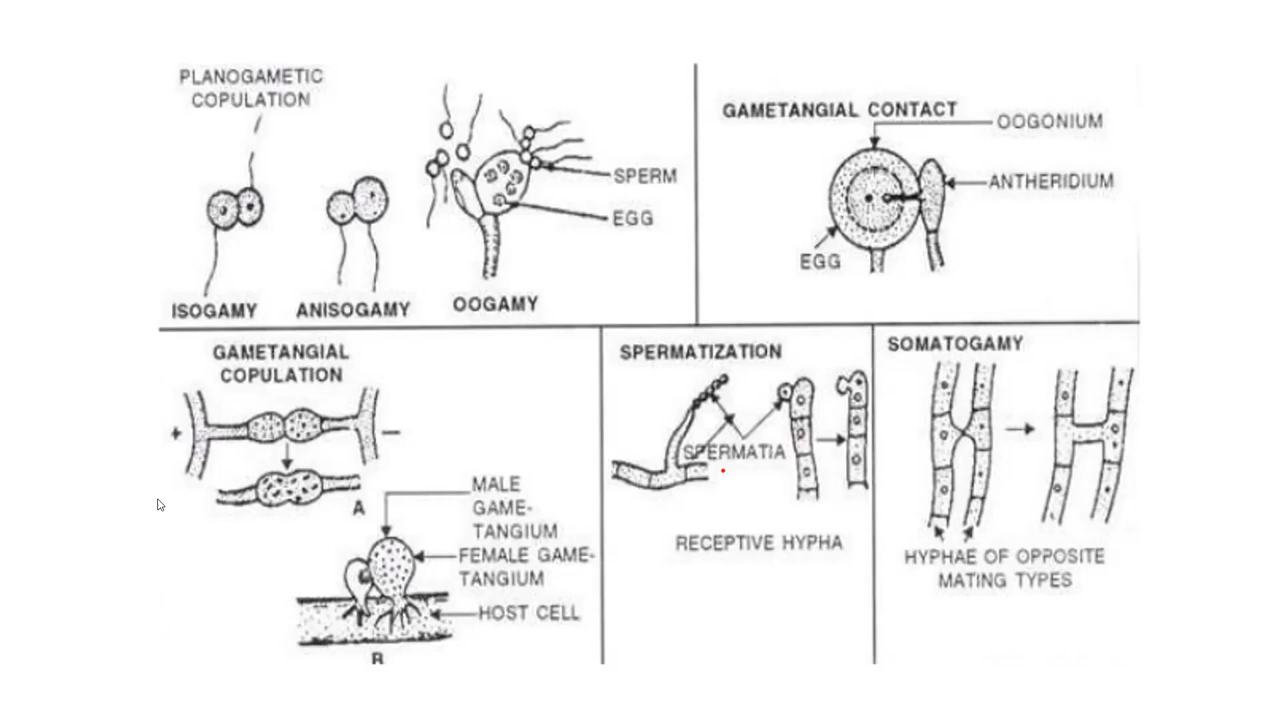 PLANOGAMETIC
COPULATION
SPERM
EGG
ISOGAMY
ANISOGAMY
OOGAMY
GAMETANGIAL CONTACT
OOGONIUM
ANTHERIDIUM
EGG
GAMETANGIAL
COPULATION
+
−
A
MALE
GAME-
TANGIUM
FEMALE GAME-
TANGIUM
HOST CELL
B
SPERMATIZATION
SPERMATIA
RECEPTIVE HYPHA
SOMATOGAMY
HYPHAE OF OPPOSITE
MATING TYPES